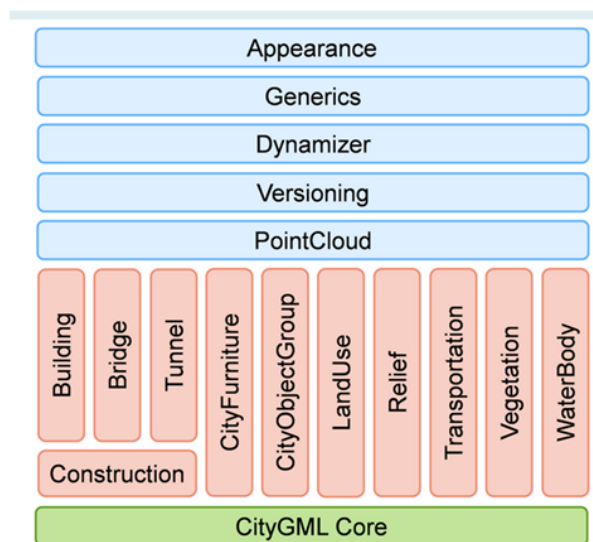 Appearance
Generics
Dynamizer
Versioning
PointCloud
Building
Bridge
Tunnel
CityFurniture
CityObjectGroup
LandUse
Relief
Transportation
Vegetation
WaterBody
Construction
CityGML Core